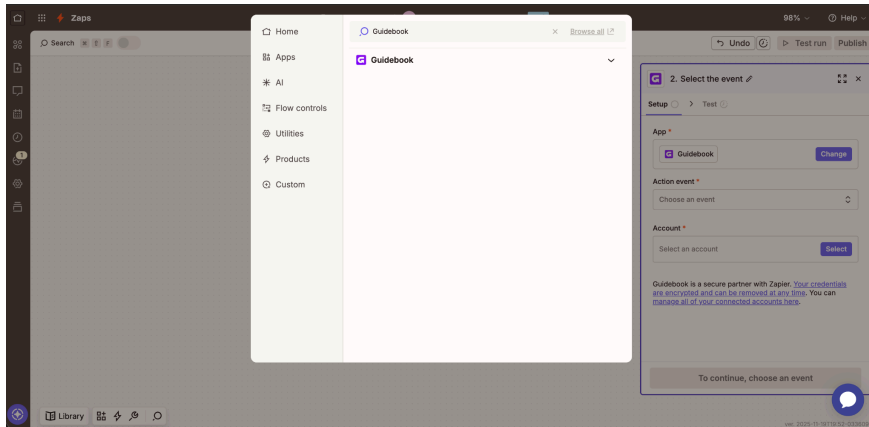 Zaps
98%
Help
Search ⌘ E F
Undo
Test run
Publish
Home
Apps
AI
Flow controls
Utilities
Products
Custom
Guidebook
Browse all
Guidebook
2. Select the event
Setup
Test
App *
Guidebook
Change
Action event *
Choose an event
Account *
Select an account
Select
Guidebook is a secure partner with Zapier. Your credentials
are encrypted and can be removed at any time. You can
manage all of your connected accounts here.
To continue, choose an event
1
Library